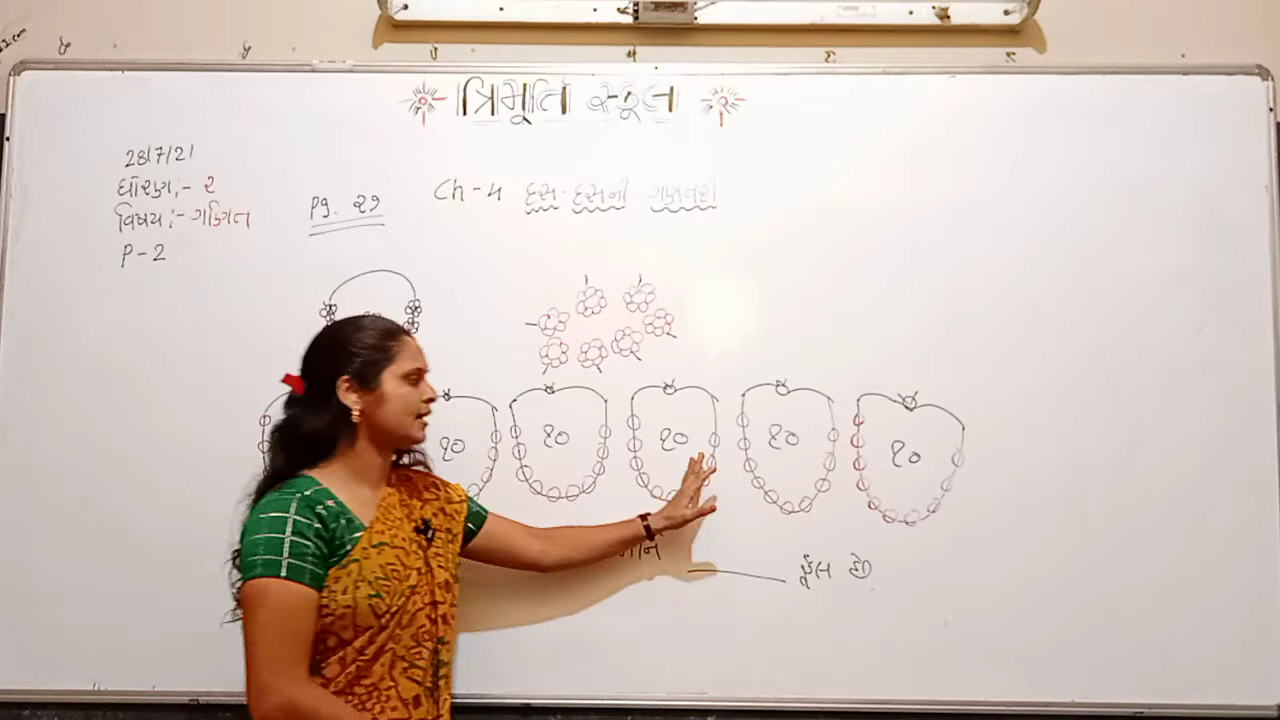 ત્રિમૂર્તિ સ્કૂલ
28/7/21
ધોરણ:- ૨
વિષય:- ગણિત
P-2
Pg. ૨૭
Ch-૫ દસ-દસની ગણતરી
૧૦ ૧૦ ૧૦ ૧૦ ૧૦
ફૂલ છે